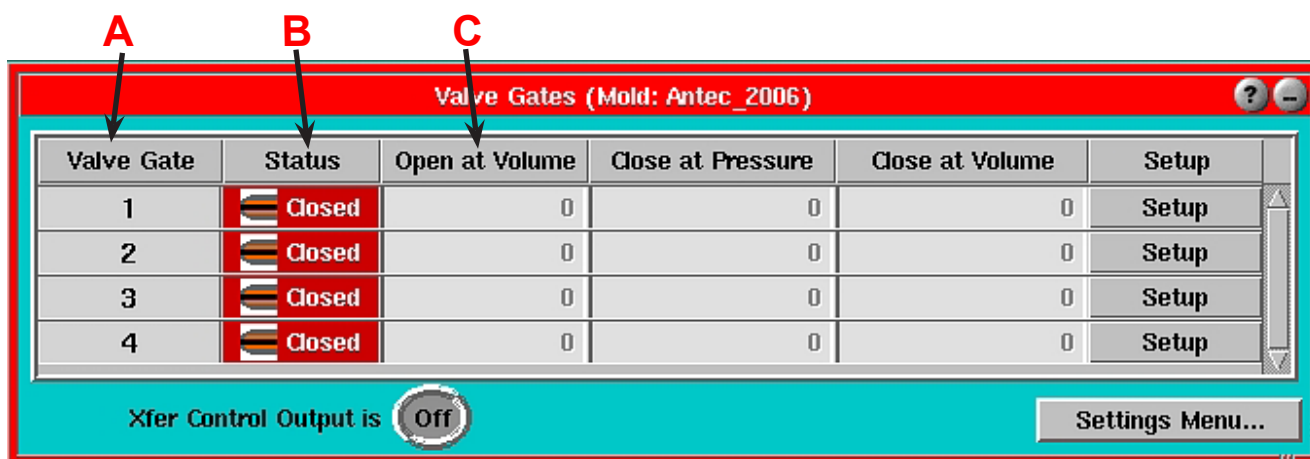 A B C
Valve Gates (Mold: Antec_2006) ? –
Valve Gate Status Open at Volume Close at Pressure Close at Volume Setup
1 Closed 0 0 0 Setup
2 Closed 0 0 0 Setup
3 Closed 0 0 0 Setup
4 Closed 0 0 0 Setup
Xfer Control Output is Off Settings Menu...